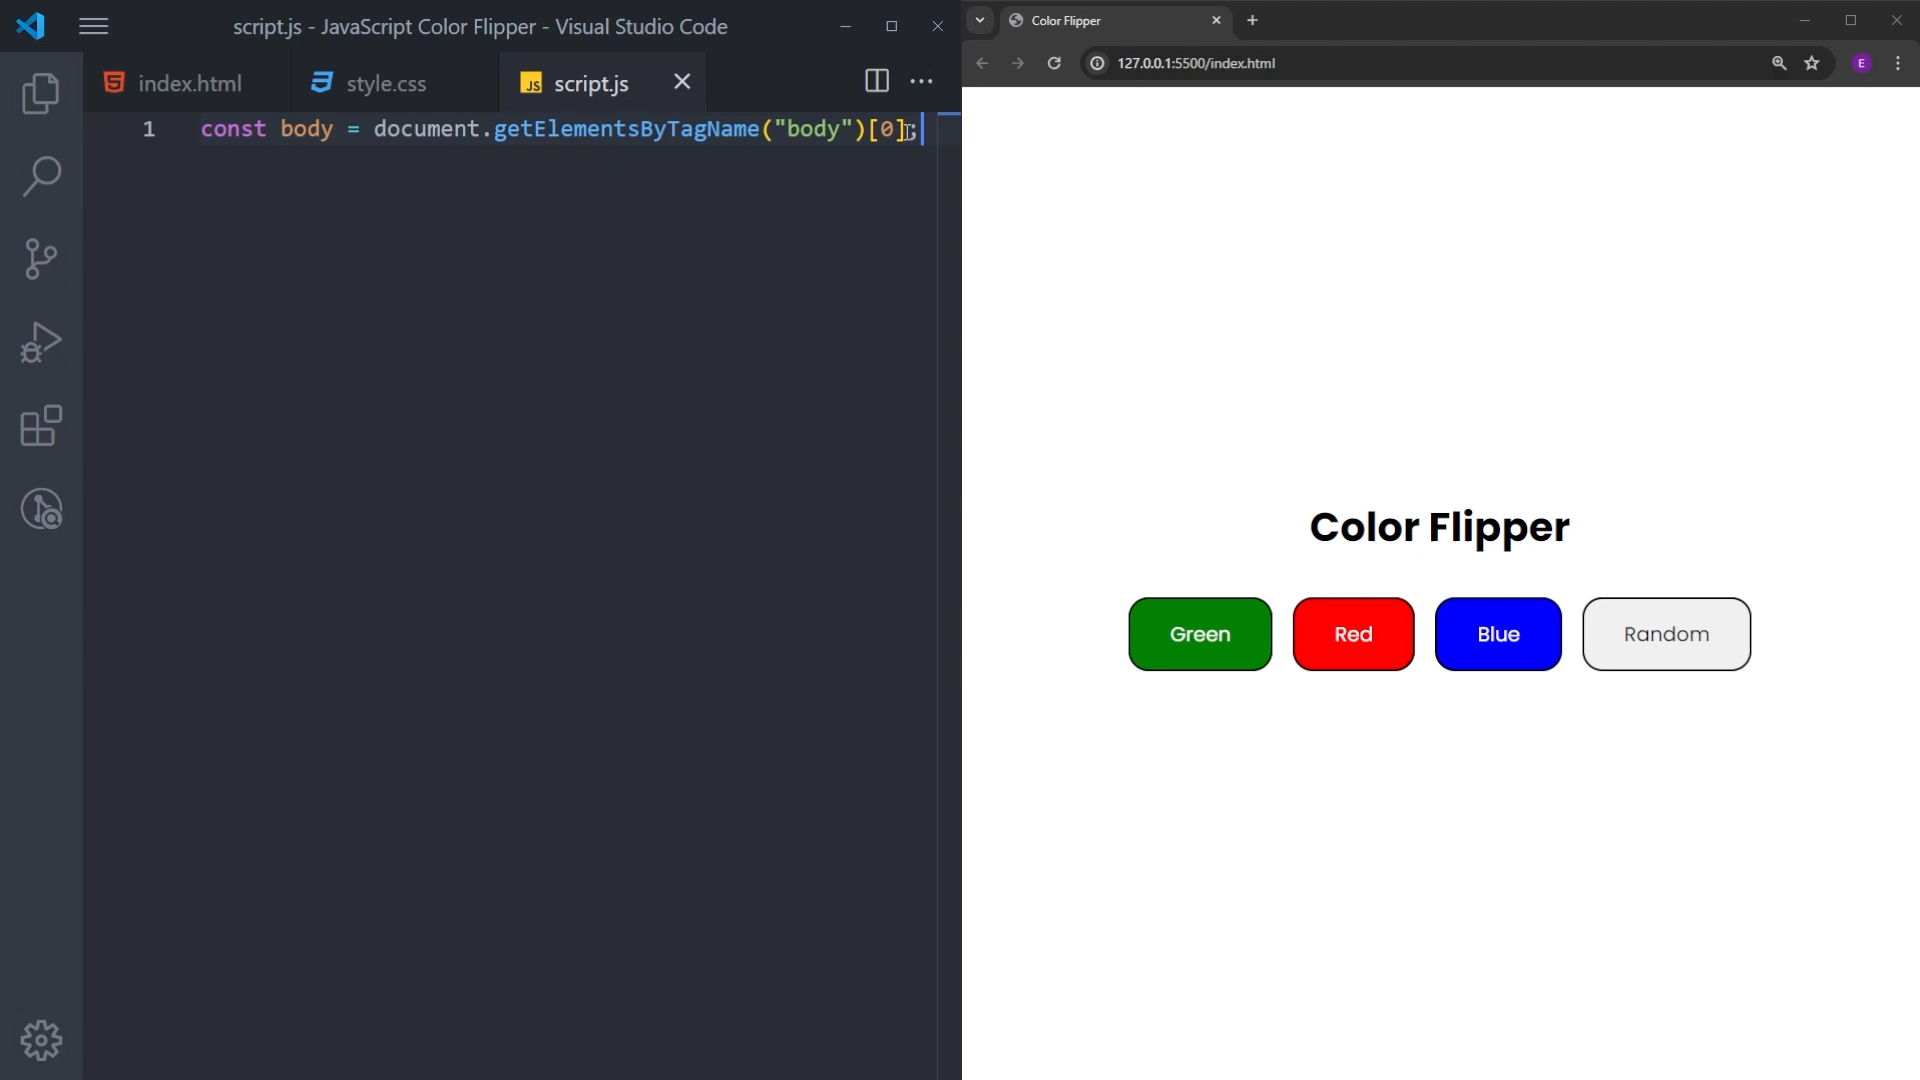 script.js - JavaScript Color Flipper - Visual Studio Code
index.html
style.css
JS script.js
1 const body = document.getElementsByTagName("body")[0];
Color Flipper
127.0.0.1:5500/index.html
E
Color Flipper
Green Red Blue Random